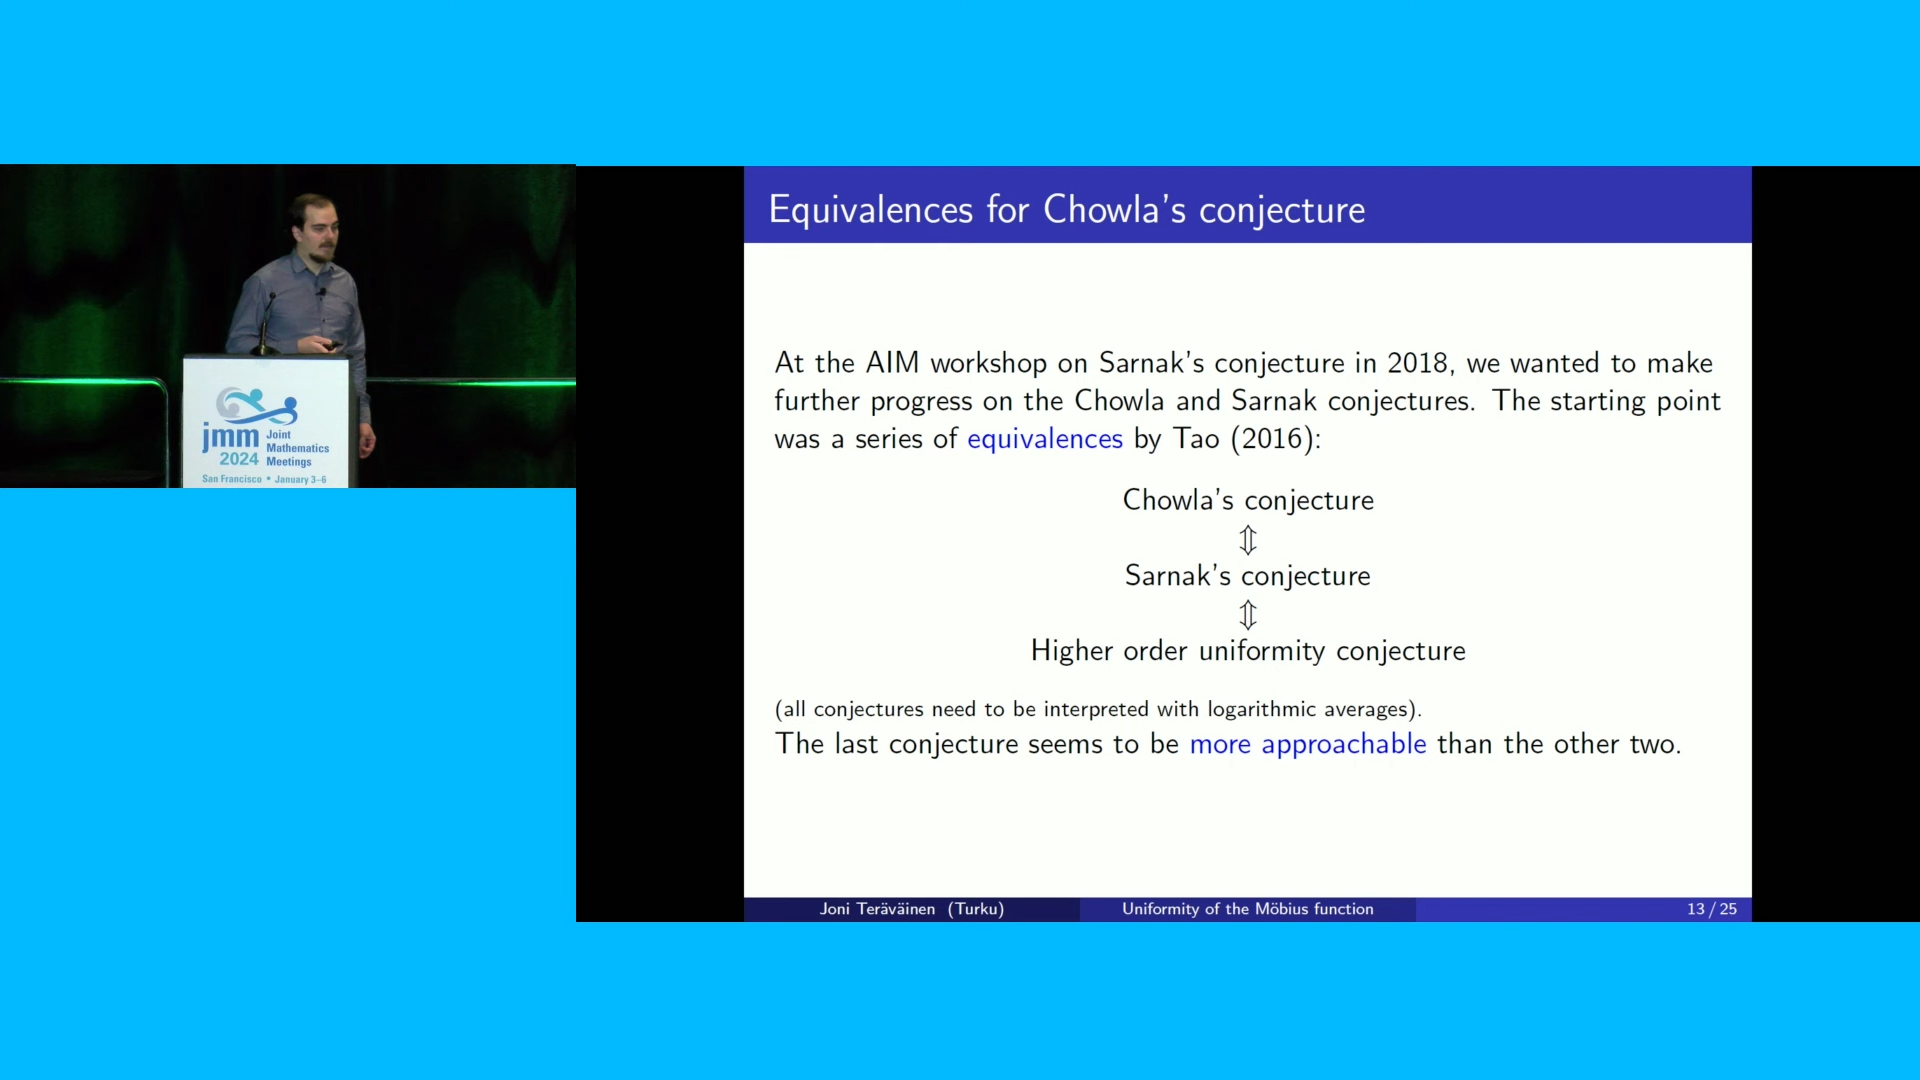 Equivalences for Chowla's conjecture
At the AIM workshop on Sarnak's conjecture in 2018, we wanted to make
further progress on the Chowla and Sarnak conjectures. The starting point
was a series of equivalences by Tao (2016):
Chowla's conjecture
⇕
Sarnak's conjecture
⇕
Higher order uniformity conjecture
(all conjectures need to be interpreted with logarithmic averages).
The last conjecture seems to be more approachable than the other two.
Joni Teräväinen (Turku) Uniformity of the Möbius function 13 / 25
jmm Joint
Mathematics
2024 Meetings
San Francisco • January 3–6